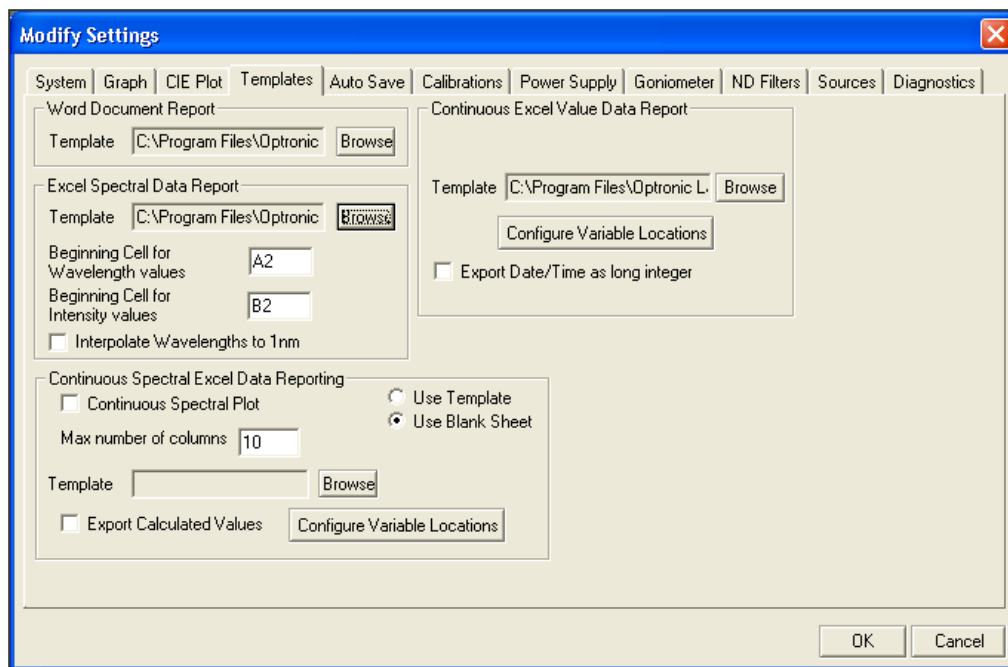 Modify Settings
System Graph CIE Plot Templates Auto Save Calibrations Power Supply Goniometer ND Filters Sources Diagnostics
Word Document Report
Template C:\Program Files\Optronic Browse
Excel Spectral Data Report
Template C:\Program Files\Optronic Browse
Beginning Cell for
Wavelength values A2
Beginning Cell for
Intensity values B2
Interpolate Wavelengths to 1nm
Continuous Excel Value Data Report
Template C:\Program Files\Optronic L. Browse
Configure Variable Locations
Export Date/Time as long integer
Continuous Spectral Excel Data Reporting
Continuous Spectral Plot
Use Template
Use Blank Sheet
Max number of columns 10
Template Browse
Export Calculated Values Configure Variable Locations
OK Cancel